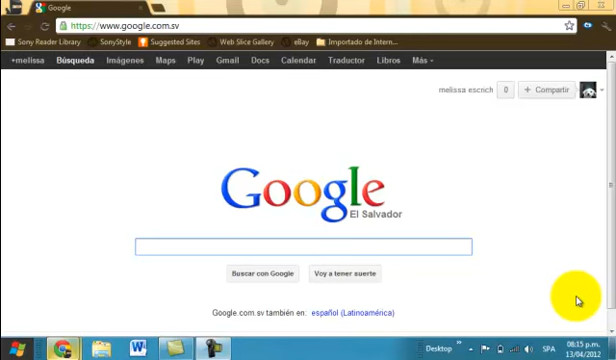 Google
https://www.google.com.sv
Sony Reader Library SonyStyle Suggested Sites Web Slice Gallery eBay Importado de Intern...
+melissa Búsqueda Imágenes Maps Play Gmail Docs Calendar Traductor Libros Más
melissa escrich 0 + Compartir
Google
El Salvador
Buscar con Google Voy a tener suerte
Google.com.sv también en: español (Latinoamérica)
Desktop SPA 08:15 p.m.
13/04/2012